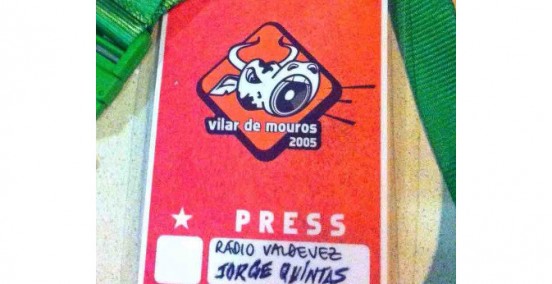 vilar de mouros
2005
PRESS
RÁDIO VALDEVEZ
JORGE QUINTAS